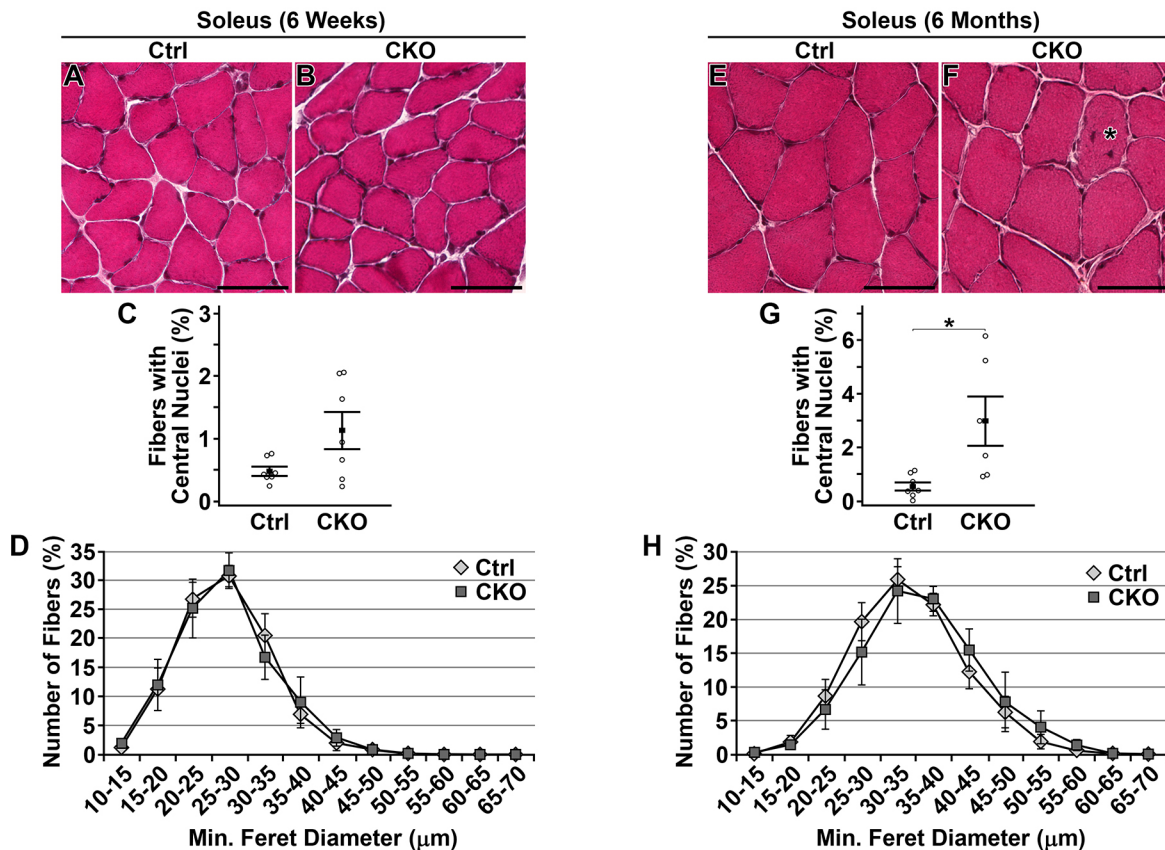 Soleus (6 Weeks)
Ctrl CKO
A B
C
Fibers with
Central Nuclei (%)
3
2
1
0
Ctrl CKO
D
Number of Fibers (%)
35
30
25
20
15
10
5
0
Ctrl
CKO
10-15 15-20 20-25 25-30 30-35 35-40 40-45 45-50 50-55 55-60 60-65 65-70
Min. Feret Diameter (μm)
Soleus (6 Months)
Ctrl CKO
E F
*
G
Fibers with
Central Nuclei (%)
*
6
4
2
0
Ctrl CKO
H
Number of Fibers (%)
30
25
20
15
10
5
0
Ctrl
CKO
10-15 15-20 20-25 25-30 30-35 35-40 40-45 45-50 50-55 55-60 60-65 65-70
Min. Feret Diameter (μm)